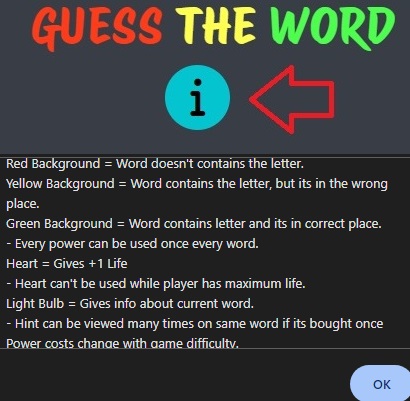 GUESS THE WORD
i
Red Background = Word doesn't contains the letter.
Yellow Background = Word contains the letter, but its in the wrong
place.
Green Background = Word contains letter and its in correct place.
- Every power can be used once every word.
Heart = Gives +1 Life
- Heart can't be used while player has maximum life.
Light Bulb = Gives info about current word.
- Hint can be viewed many times on same word if its bought once
Power costs change with game difficulty.
OK